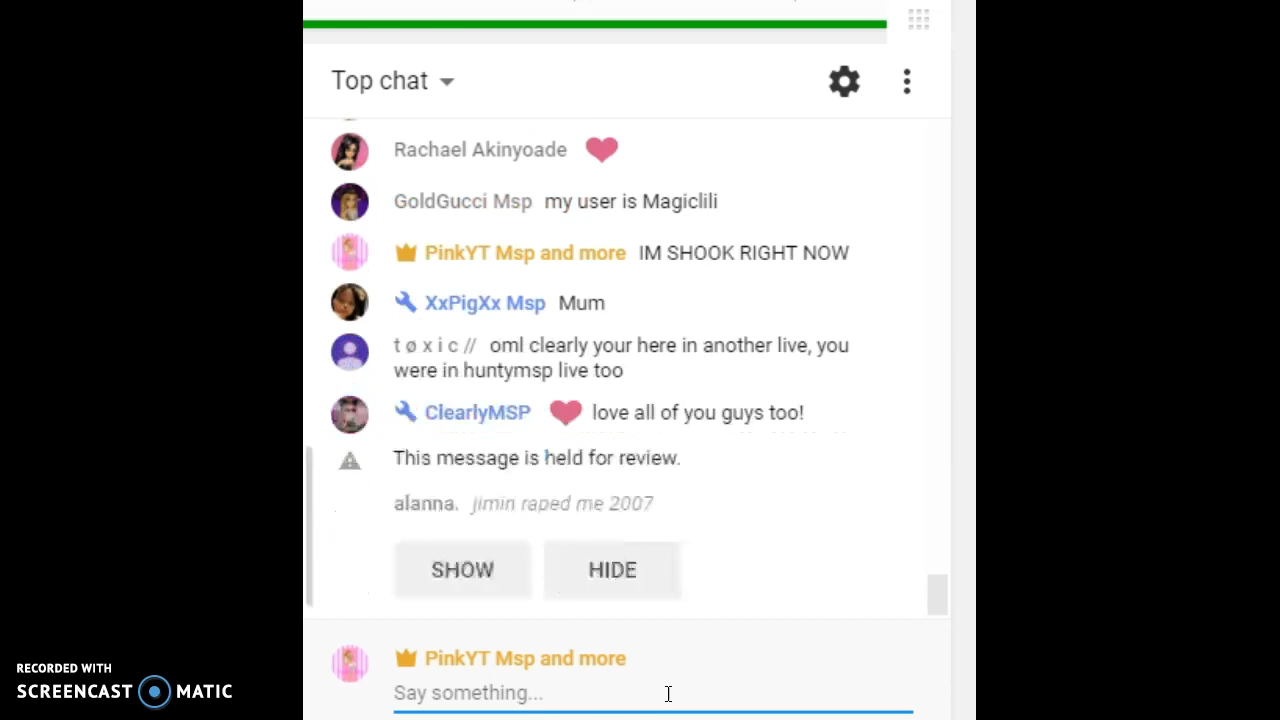 Top chat
Rachael Akinyoade
GoldGucci Msp my user is Magiclili
PinkYT Msp and more IM SHOOK RIGHT NOW
XxPigXx Msp Mum
t ø x i c // oml clearly your here in another live, you
were in huntymsp live too
ClearlyMSP love all of you guys too!
This message is held for review.
alanna. jimin raped me 2007
SHOW HIDE
PinkYT Msp and more
Say something...
RECORDED WITH
SCREENCAST MATIC